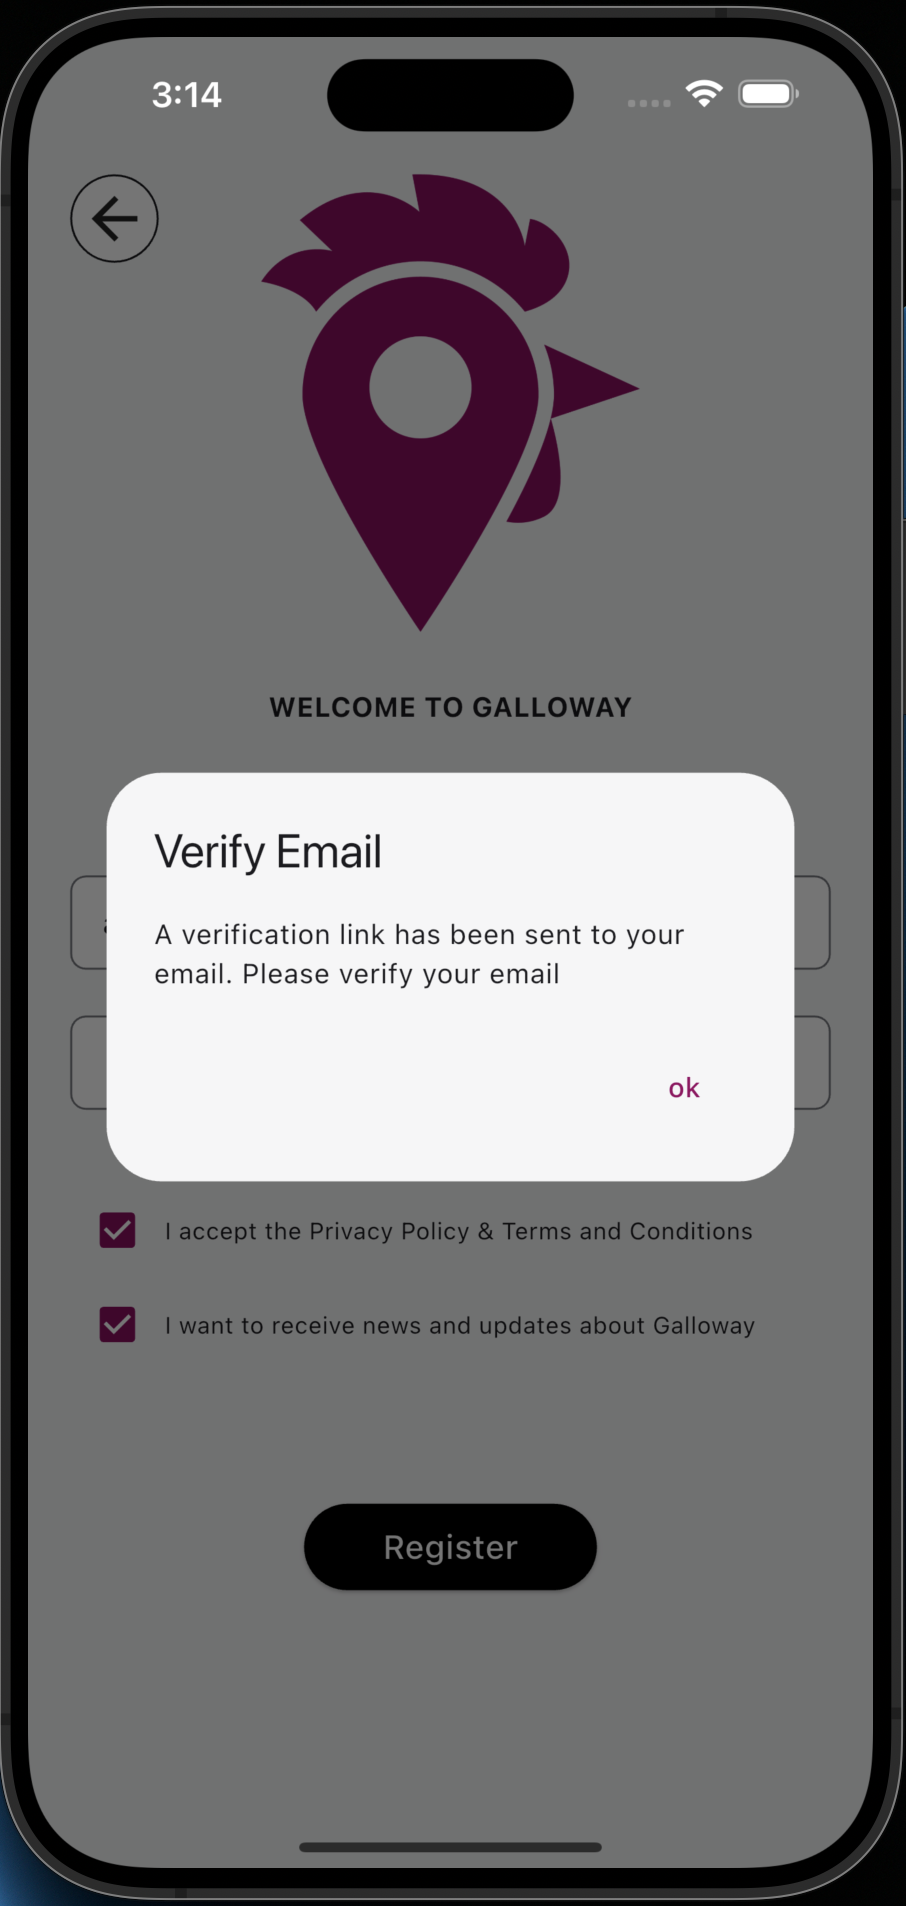 3:14
WELCOME TO GALLOWAY
Verify Email
A verification link has been sent to your
email. Please verify your email
ok
I accept the Privacy Policy & Terms and Conditions
I want to receive news and updates about Galloway
Register